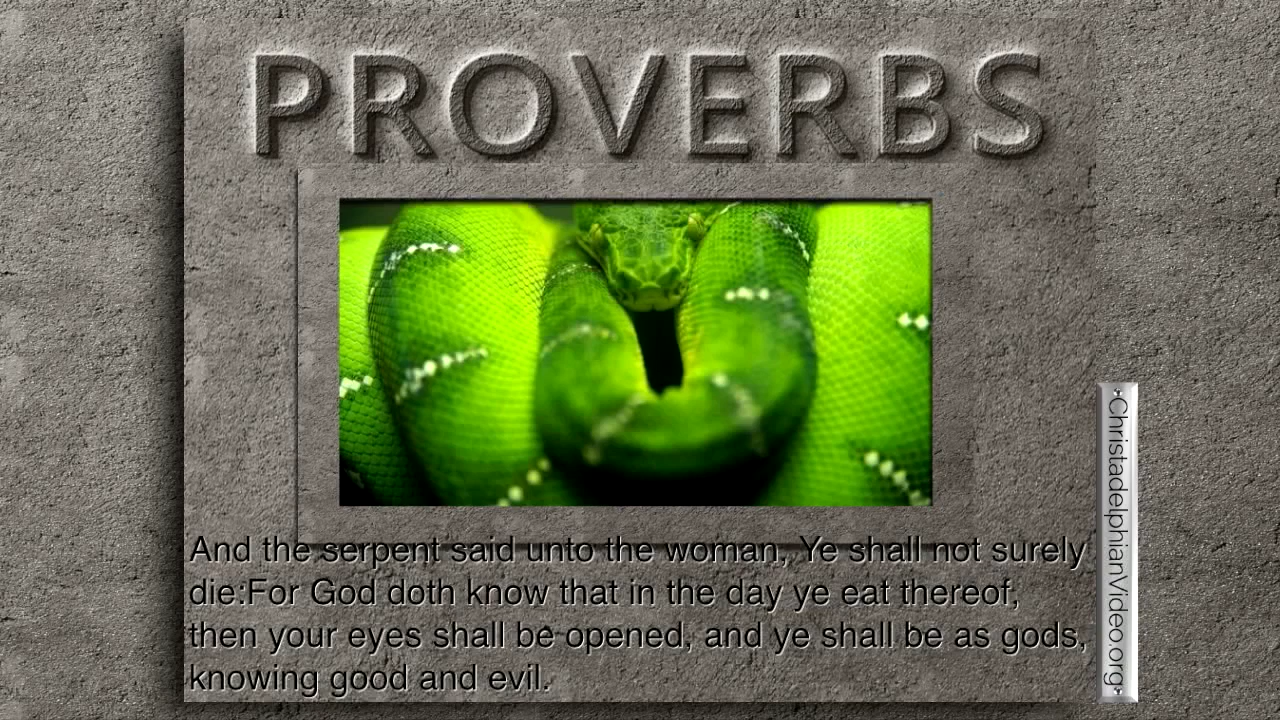 PROVERBS
And the serpent said unto the woman, Ye shall not surely
die:For God doth know that in the day ye eat thereof,
then your eyes shall be opened, and ye shall be as gods,
knowing good and evil.
ChristadelphianVideo.org